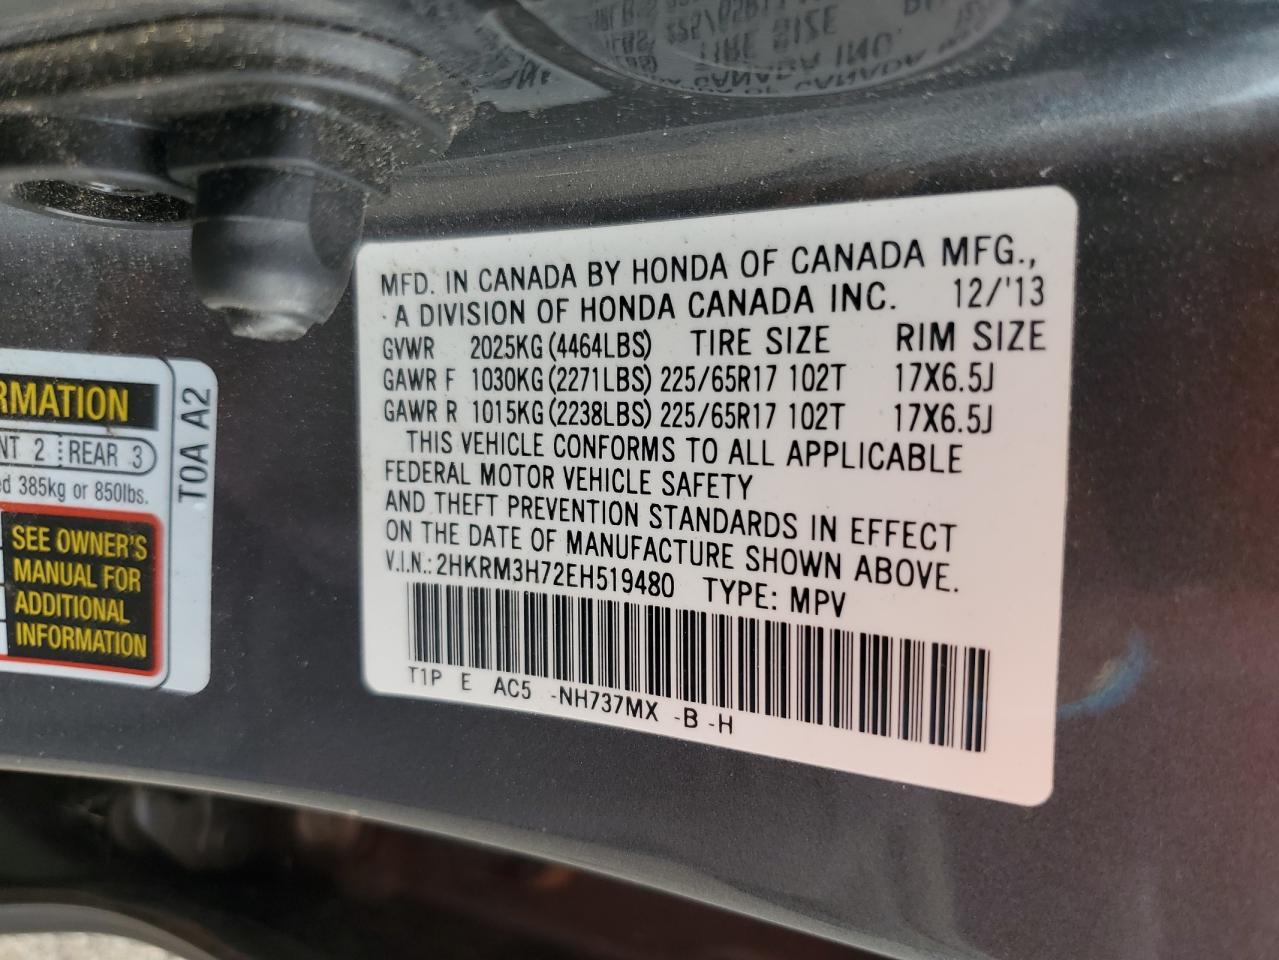 MFD. IN CANADA BY HONDA OF CANADA MFG.,
A DIVISION OF HONDA CANADA INC. 12/'13
GVWR 2025KG (4464LBS) TIRE SIZE RIM SIZE
GAWR F 1030KG (2271LBS) 225/65R17 102T 17X6.5J
GAWR R 1015KG (2238LBS) 225/65R17 102T 17X6.5J
THIS VEHICLE CONFORMS TO ALL APPLICABLE
FEDERAL MOTOR VEHICLE SAFETY
AND THEFT PREVENTION STANDARDS IN EFFECT
ON THE DATE OF MANUFACTURE SHOWN ABOVE.
V.I.N.: 2HKRM3H72EH519480 TYPE: MPV
T1P E AC5 -NH737MX -B -H
RMATION
NT 2 REAR 3
ed 385kg or 850lbs.
SEE OWNER'S
MANUAL FOR
ADDITIONAL
INFORMATION
T0A A2